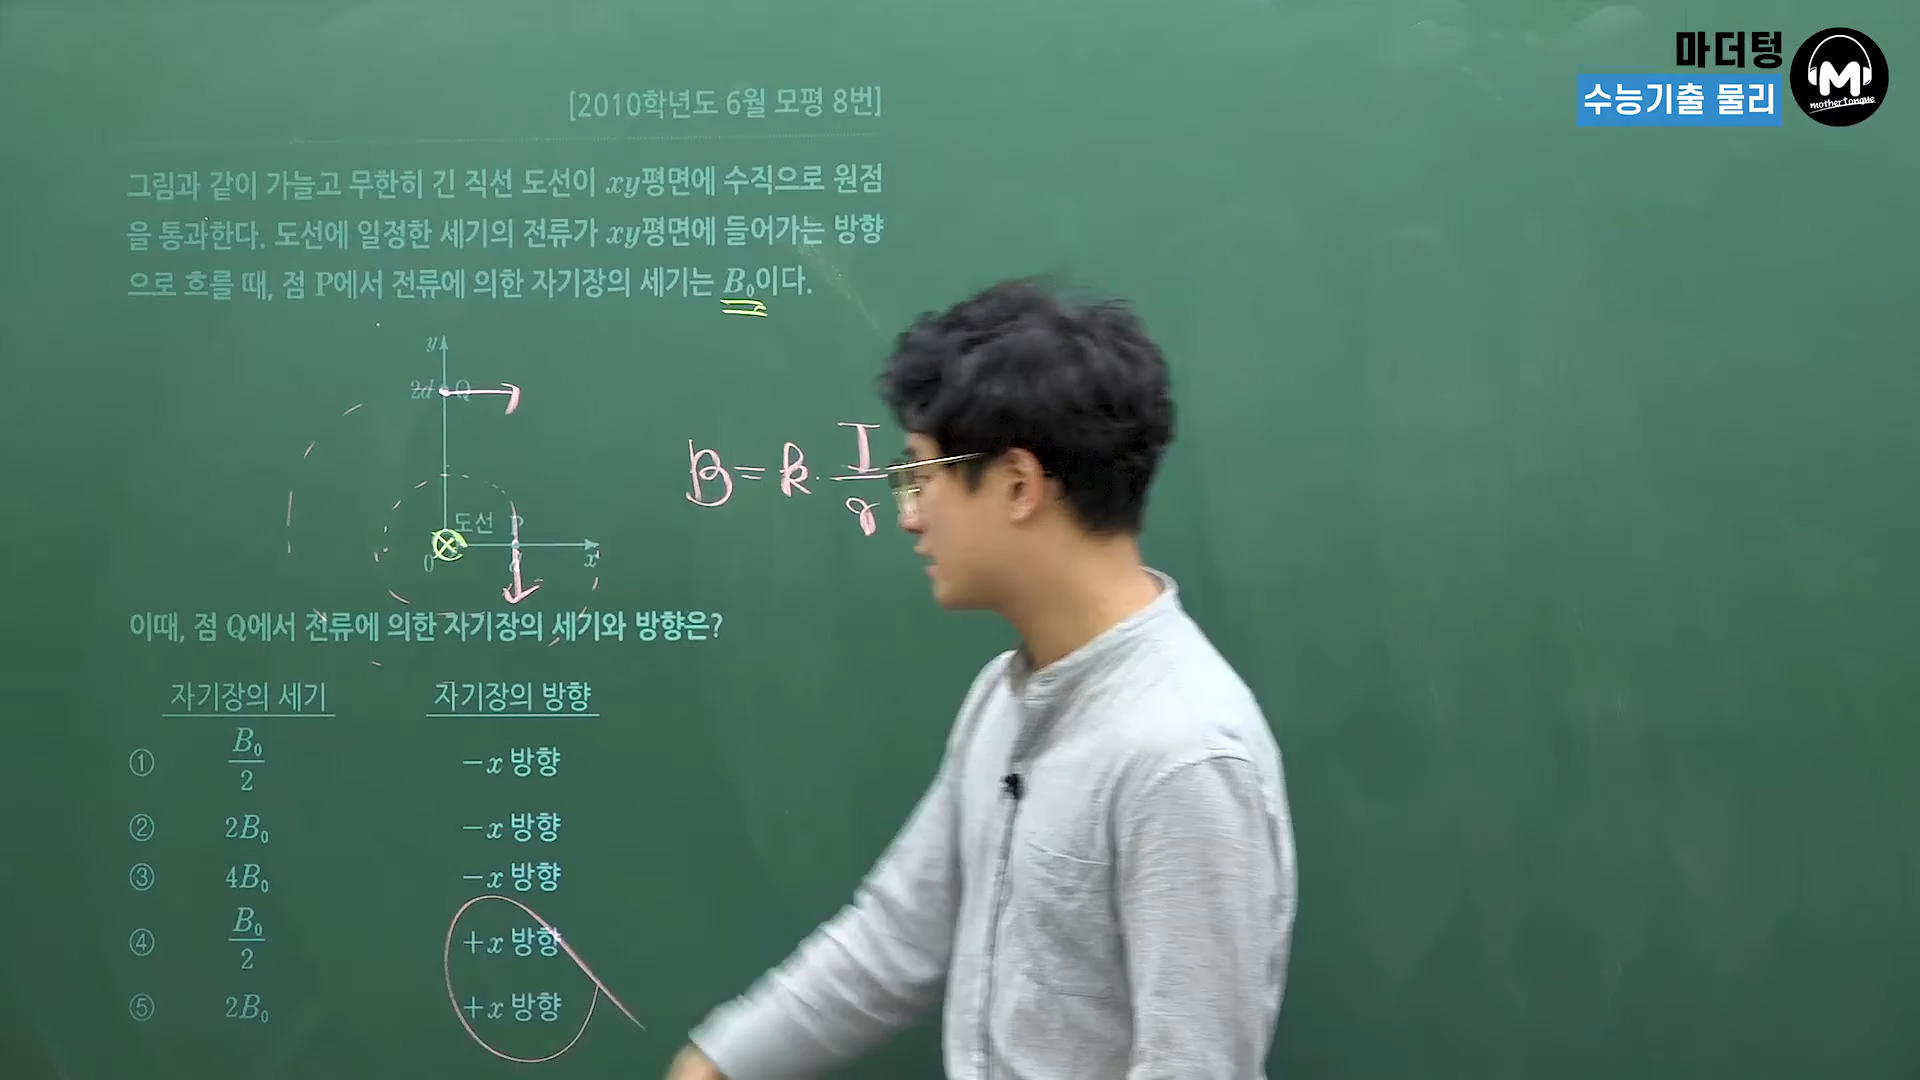 마더텅
수능기출 물리
M
mothertongue
[2010학년도 6월 모평 8번]
그림과 같이 가늘고 무한히 긴 직선 도선이 xy평면에 수직으로 원점
을 통과한다. 도선에 일정한 세기의 전류가 xy평면에 들어가는 방향
으로 흐를 때, 점 P에서 전류에 의한 자기장의 세기는 B₀이다.
y
2d Q
B = k · I / r
도선 P
0 x
이때, 점 Q에서 전류에 의한 자기장의 세기와 방향은?
자기장의 세기 자기장의 방향
① B₀/2 −x 방향
② 2B₀ −x 방향
③ 4B₀ −x 방향
④ B₀/2 +x 방향
⑤ 2B₀ +x 방향